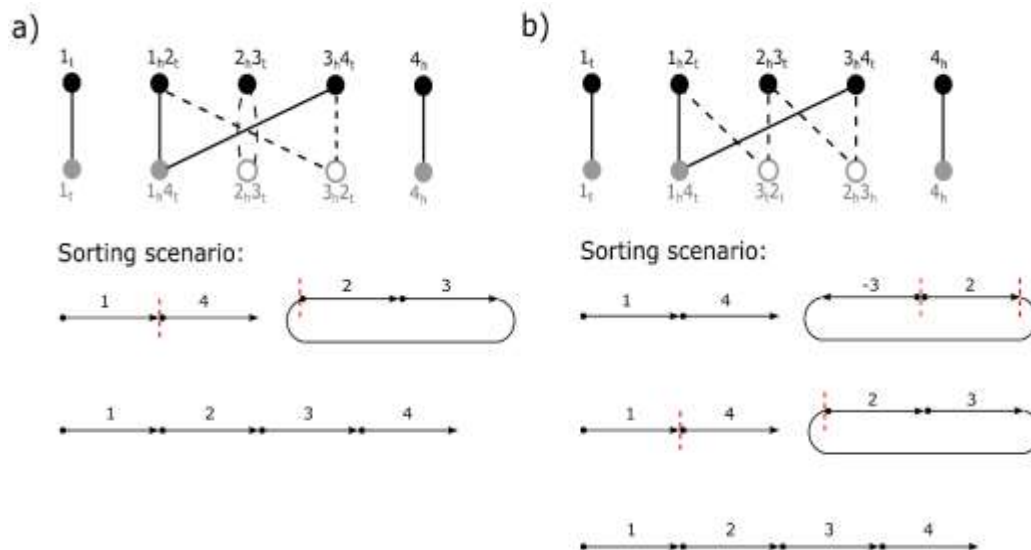 a)
1t 1h2t 2h3t 3h4t 4h
1t 1h4t 2h3t 3h2t 4h
Sorting scenario:
1 4 2 3
1 2 3 4
b)
1t 1h2t 2h3t 3h4t 4h
1t 1h4t 3t2t 2h3h 4h
Sorting scenario:
1 4 -3 2
1 4 2 3
1 2 3 4